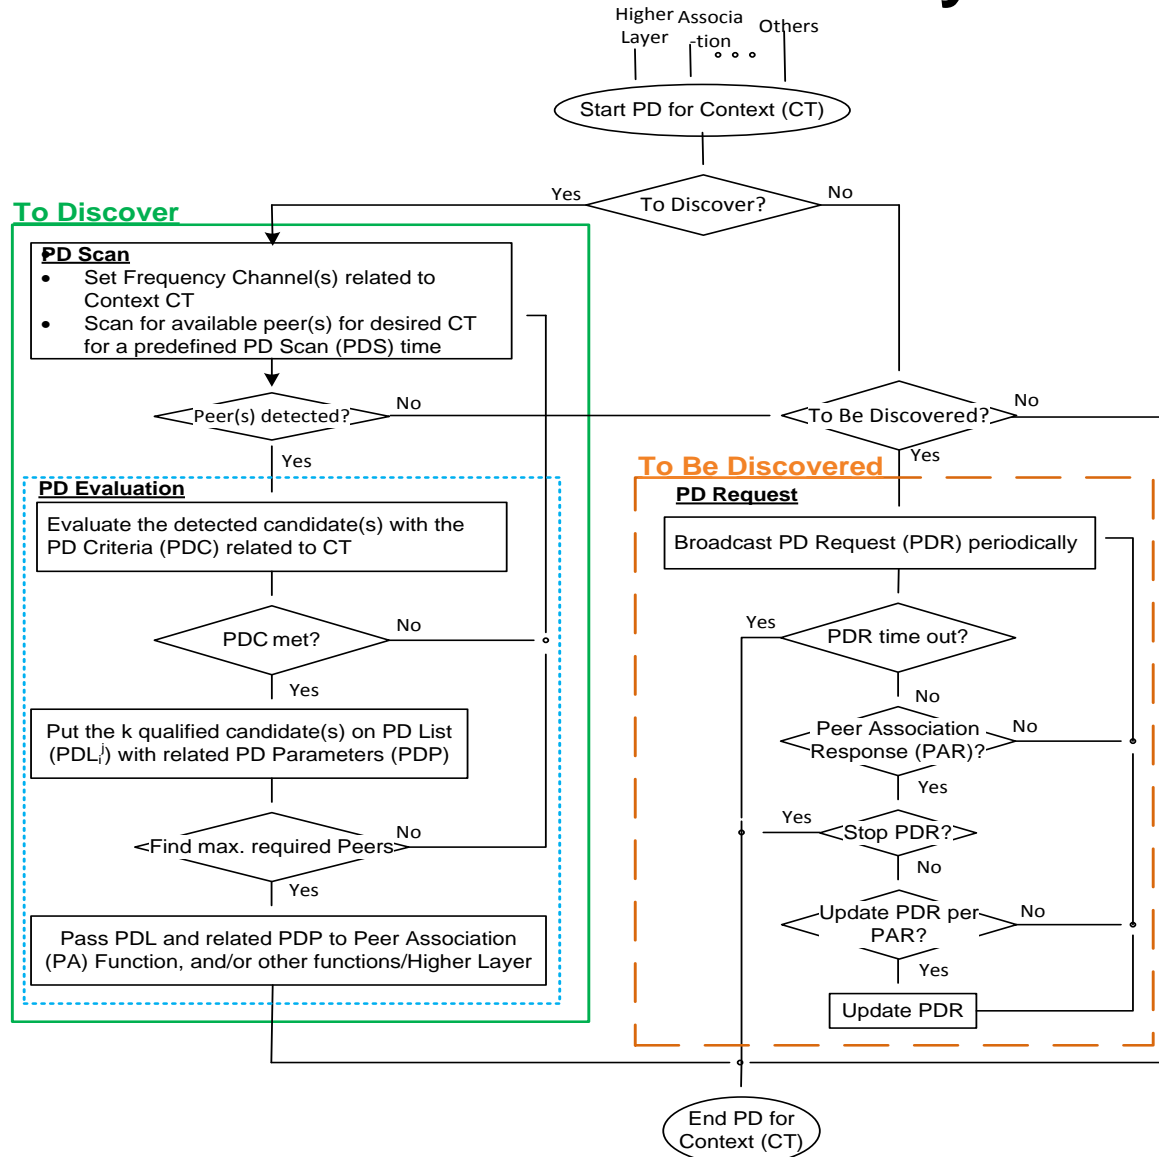 Higher
Layer
Associa
-tion
Others
Start PD for Context (CT)
Yes
To Discover?
No
To Discover
PD Scan
• Set Frequency Channel(s) related to
Context CT
• Scan for available peer(s) for desired CT
for a predefined PD Scan (PDS) time
Peer(s) detected?
No
Yes
To Be Discovered?
No
Yes
PD Evaluation
Evaluate the detected candidate(s) with the
PD Criteria (PDC) related to CT
PDC met?
No
Yes
Put the k qualified candidate(s) on PD List
(PDLᵢʲ) with related PD Parameters (PDP)
Find max. required Peers
No
Yes
Pass PDL and related PDP to Peer Association
(PA) Function, and/or other functions/Higher Layer
To Be Discovered
PD Request
Broadcast PD Request (PDR) periodically
Yes
PDR time out?
No
Peer Association
Response (PAR)?
No
Yes
Yes
Stop PDR?
No
Update PDR per
PAR?
No
Yes
Update PDR
End PD for
Context (CT)